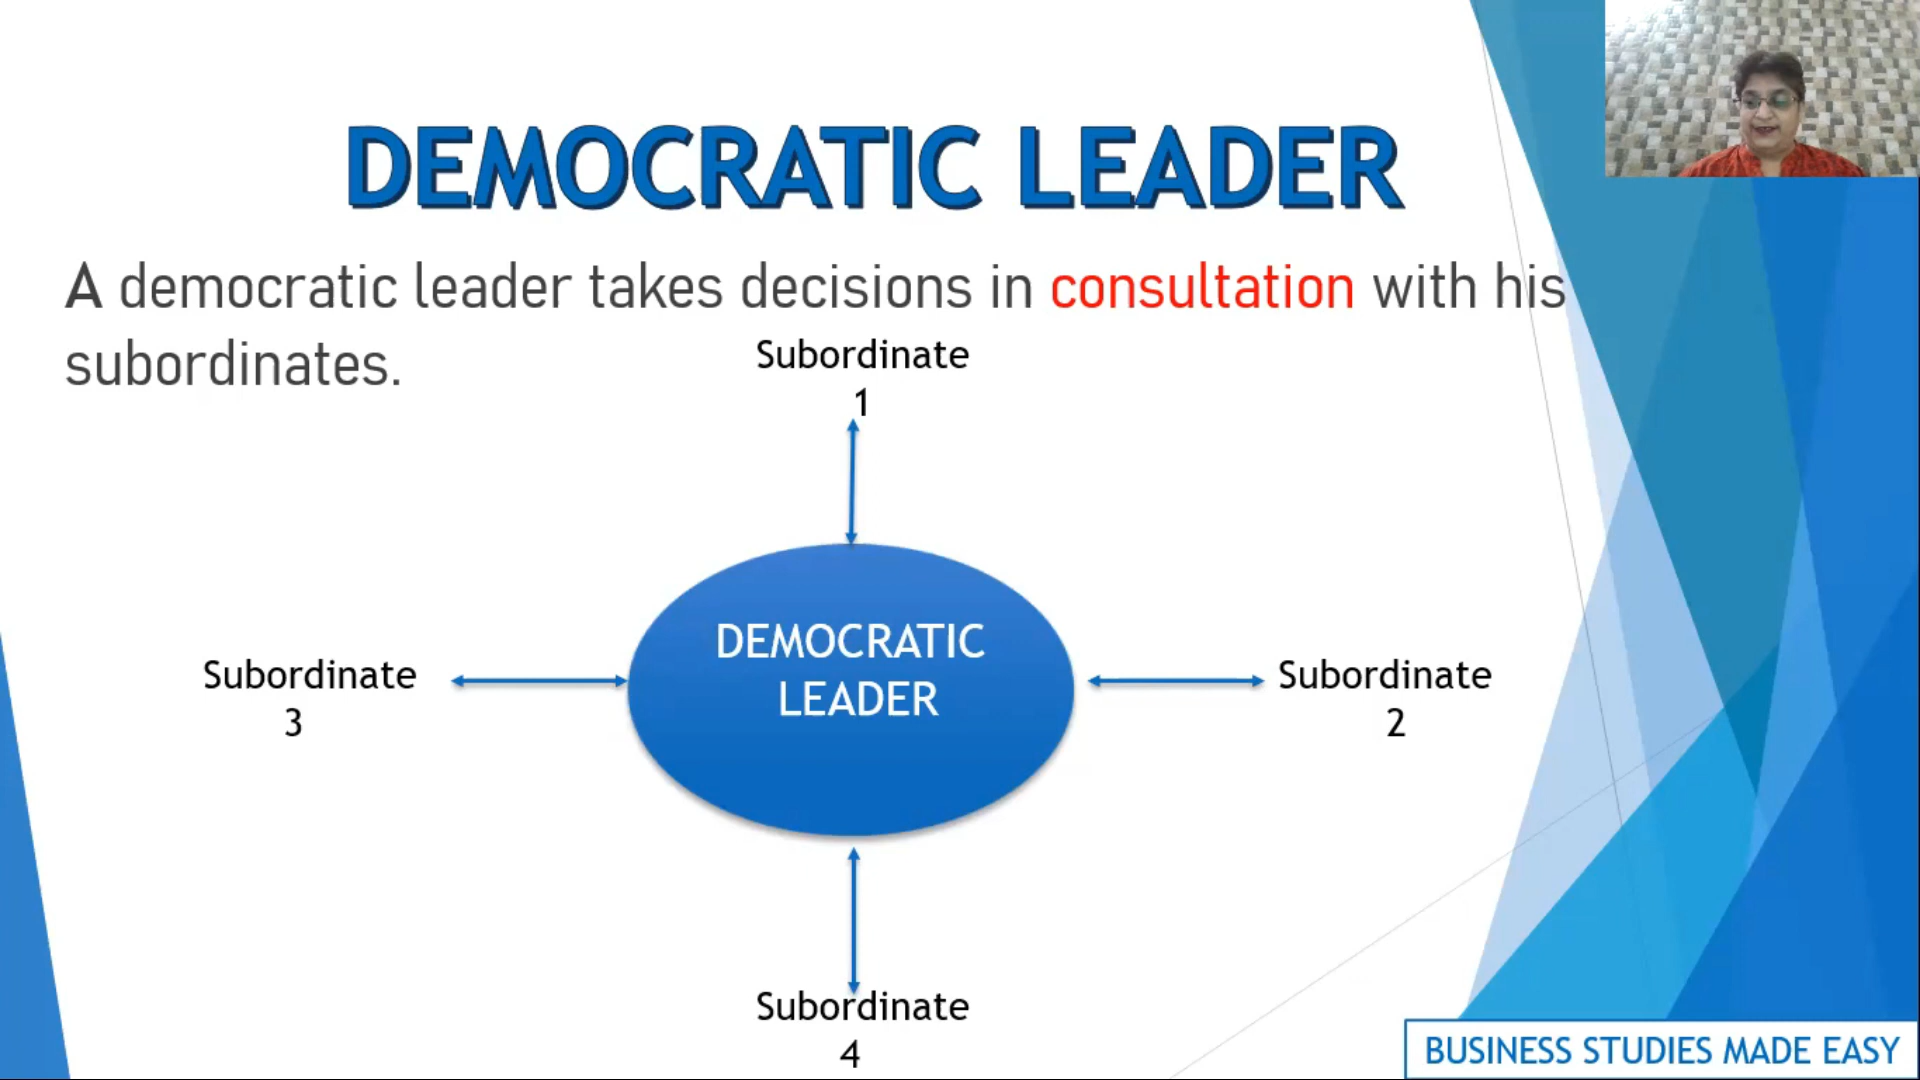 DEMOCRATIC LEADER
A democratic leader takes decisions in consultation with his
subordinates.
Subordinate
1
DEMOCRATIC
LEADER
Subordinate
3
Subordinate
2
Subordinate
4
BUSINESS STUDIES MADE EASY